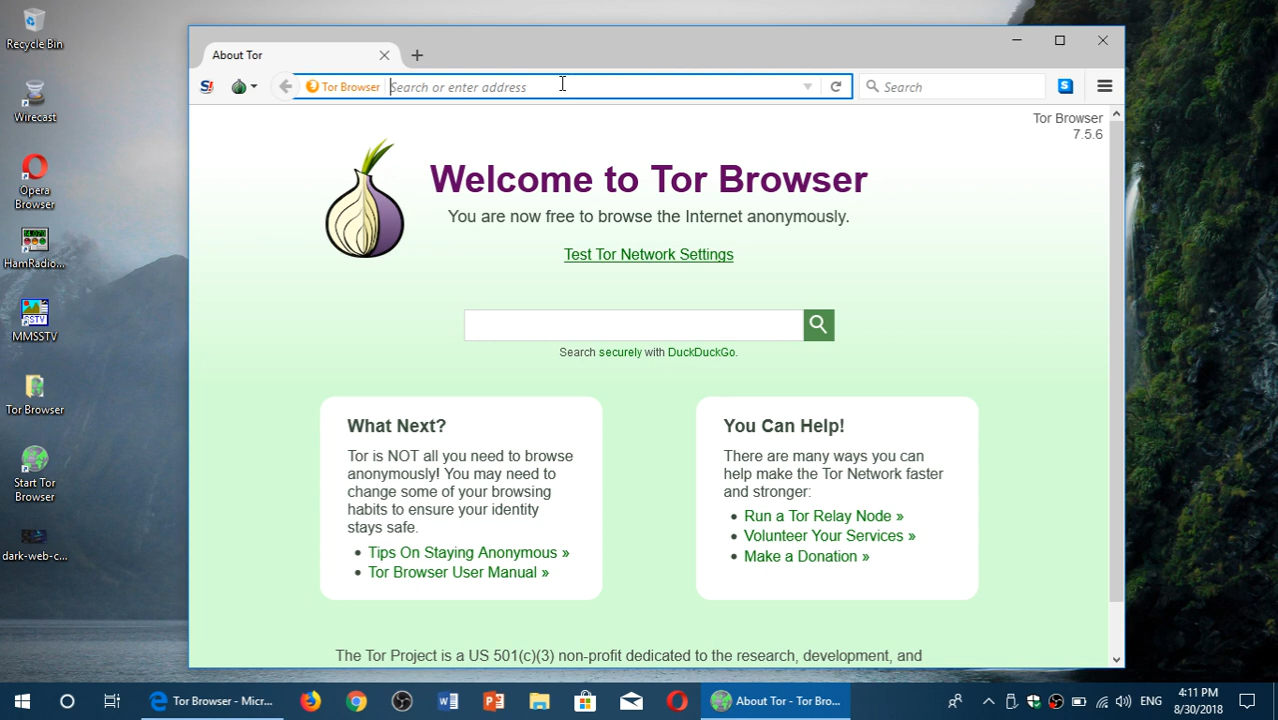 Recycle Bin
Wirecast
Opera
Browser
HamRadio...
SSTV
MMSSTV
Tor Browser
Start Tor
Browser
dark-web-c...
About Tor
S!
Tor Browser
Search or enter address
Search
S
Tor Browser
7.5.6
Welcome to Tor Browser
You are now free to browse the Internet anonymously.
Test Tor Network Settings
Search securely with DuckDuckGo.
What Next?
Tor is NOT all you need to browse
anonymously! You may need to
change some of your browsing
habits to ensure your identity
stays safe.
• Tips On Staying Anonymous »
• Tor Browser User Manual »
You Can Help!
There are many ways you can
help make the Tor Network faster
and stronger:
• Run a Tor Relay Node »
• Volunteer Your Services »
• Make a Donation »
The Tor Project is a US 501(c)(3) non-profit dedicated to the research, development, and
Tor Browser - Micr...
About Tor - Tor Bro...
ENG
4:11 PM
8/30/2018